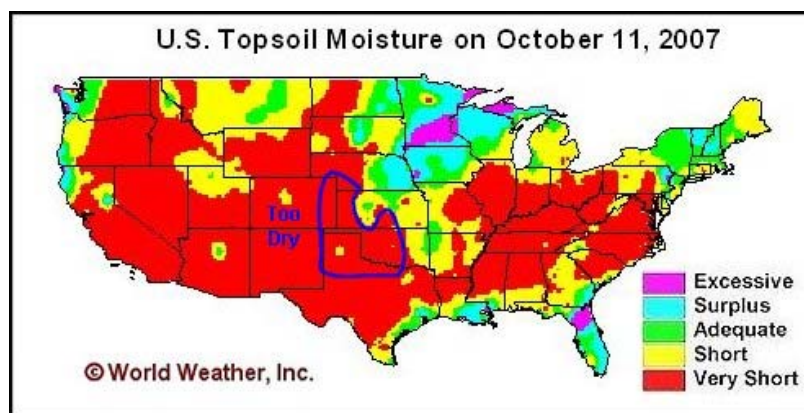 U.S. Topsoil Moisture on October 11, 2007
Too
Dry
Excessive
Surplus
Adequate
Short
Very Short
© World Weather, Inc.